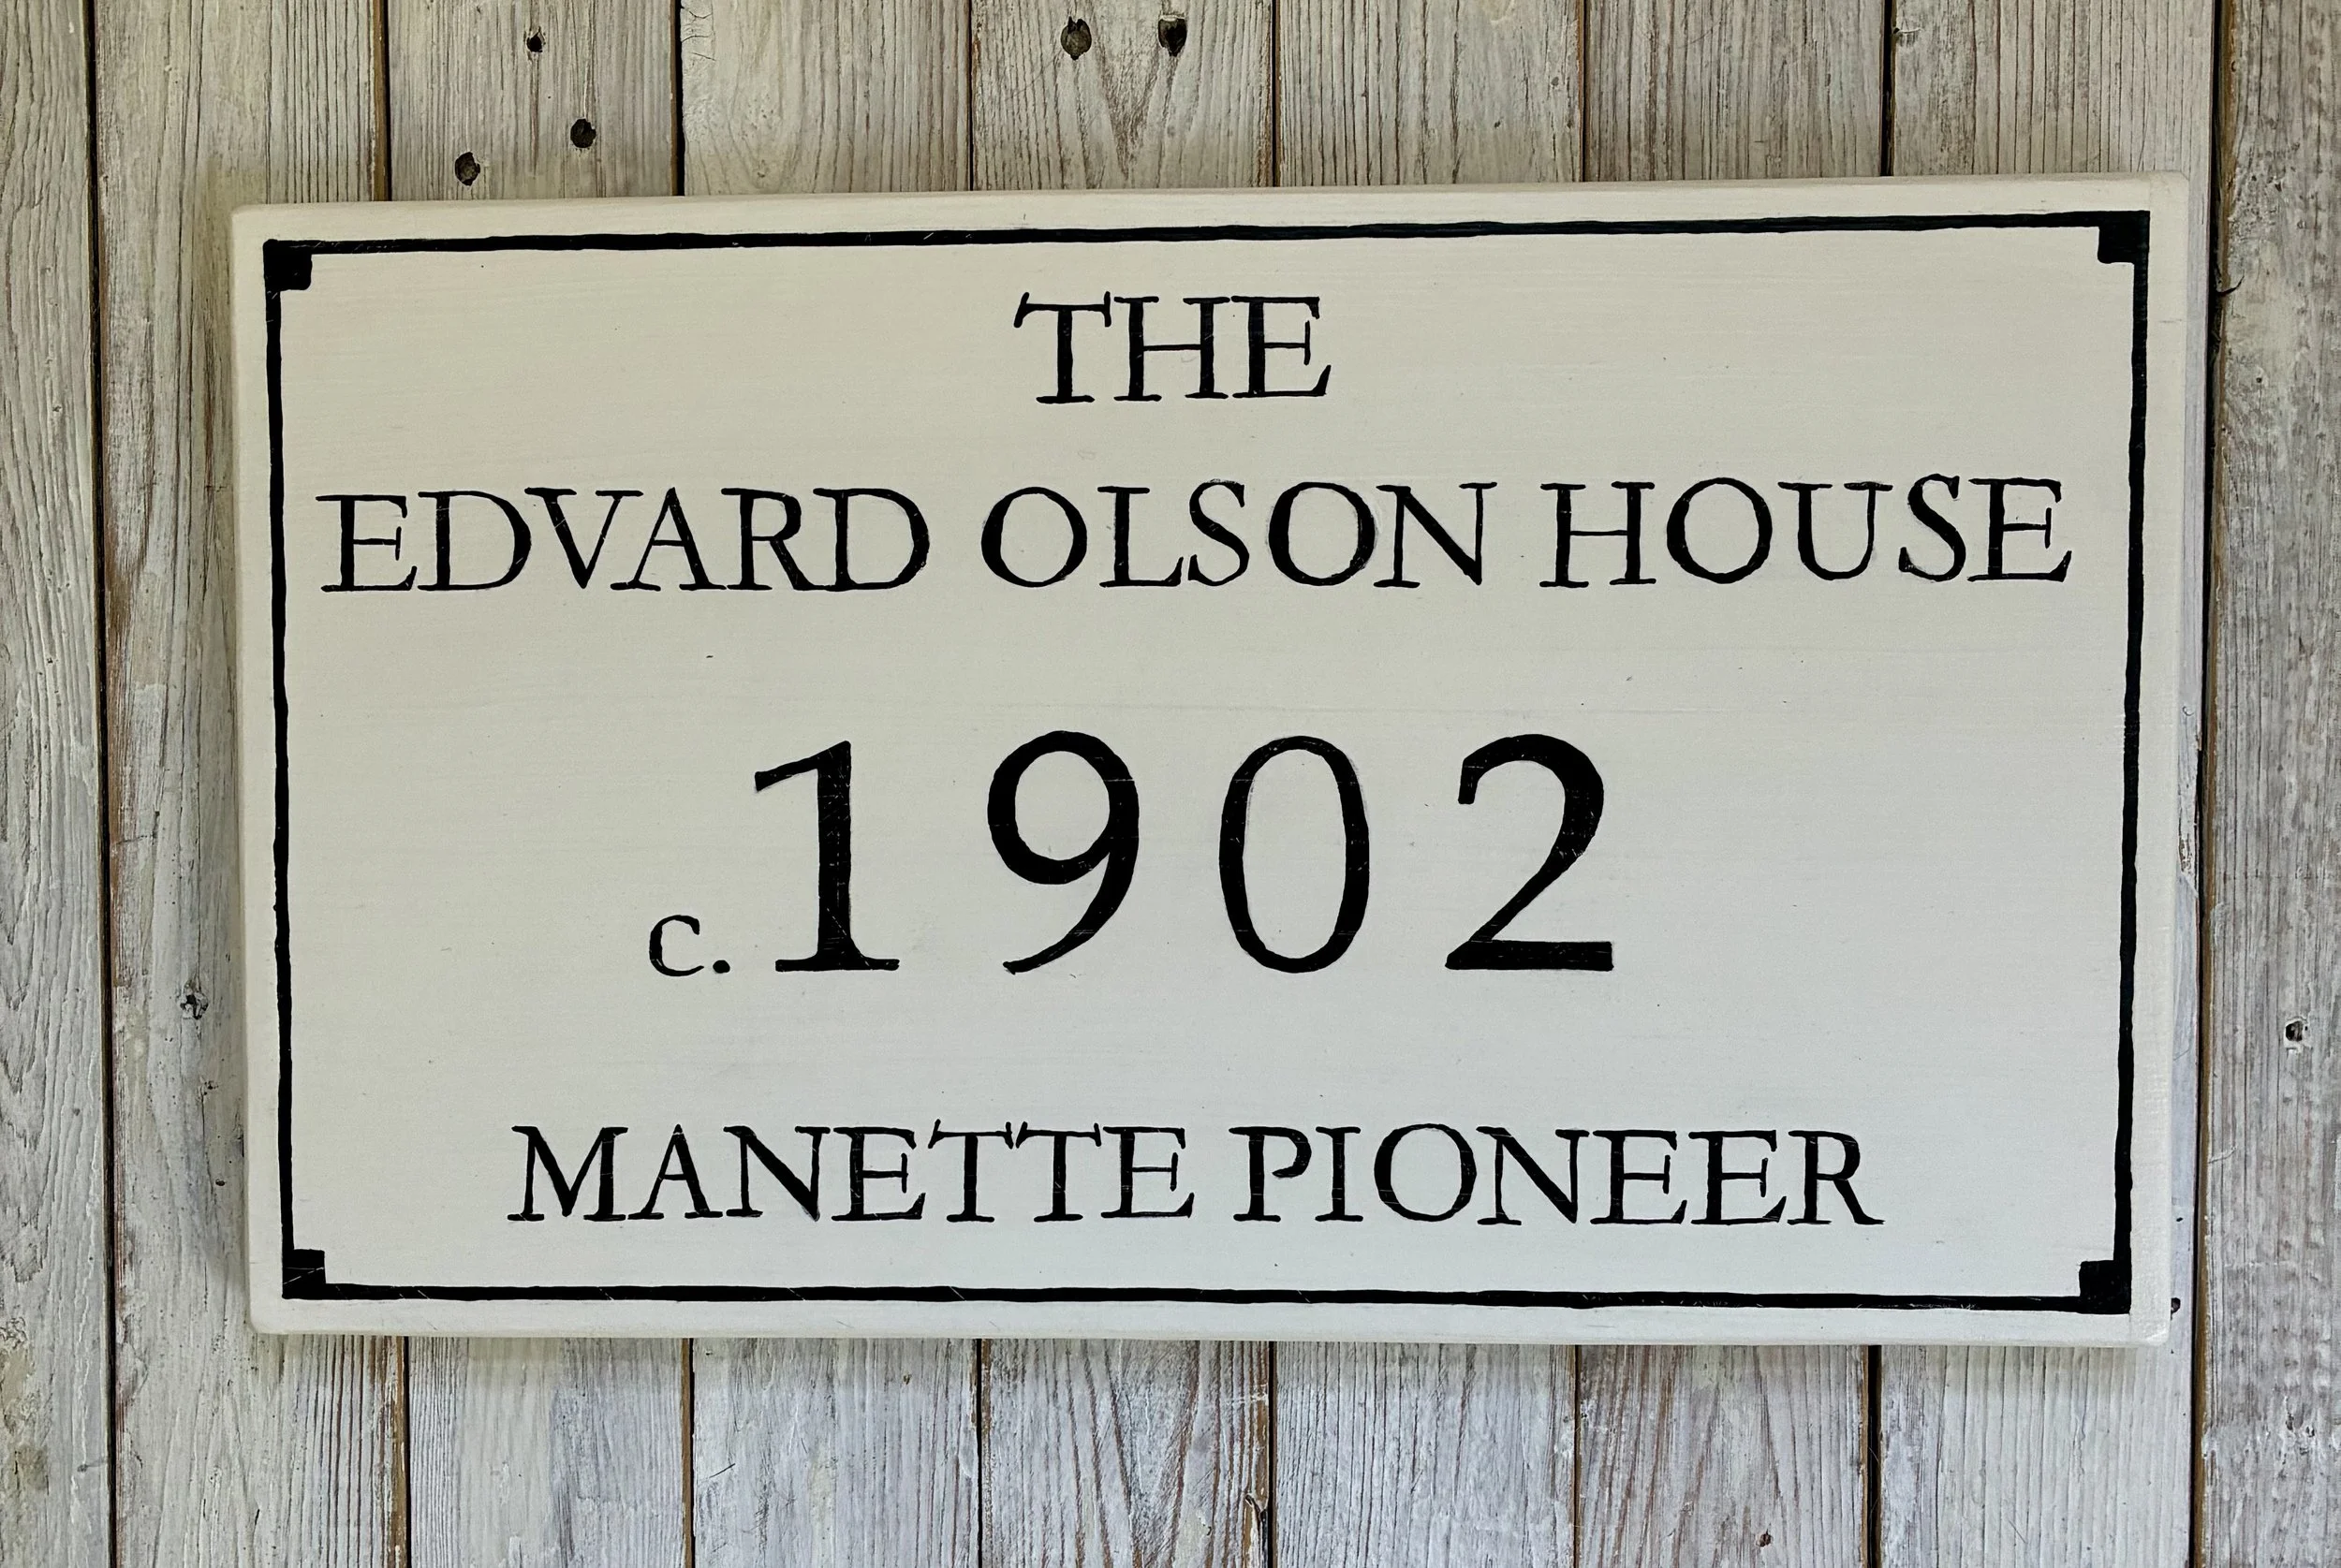 THE
EDVARD OLSON HOUSE
c. 1902
MANETTE PIONEER